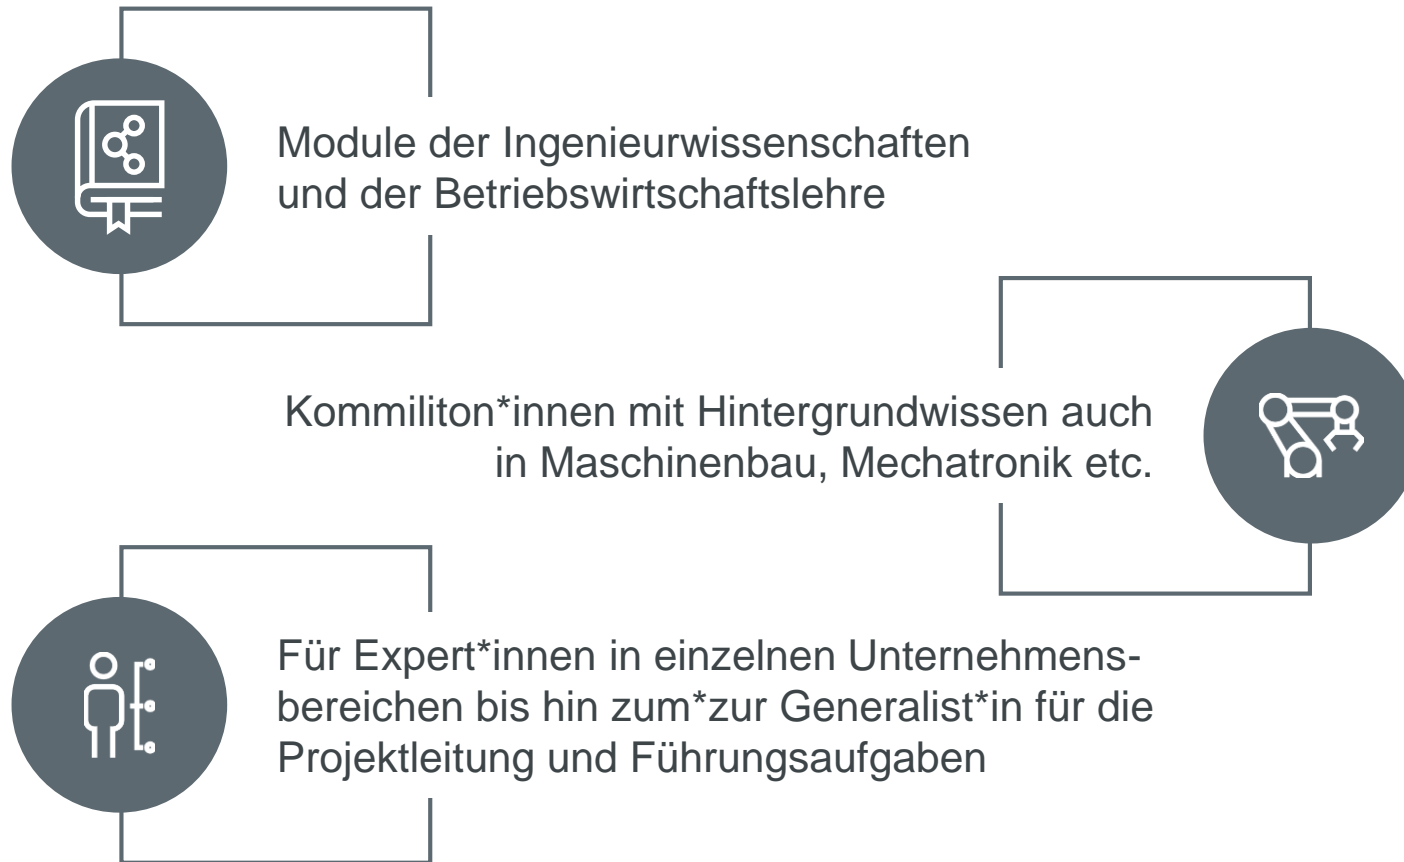 Module der Ingenieurwissenschaften
und der Betriebswirtschaftslehre
Kommiliton*innen mit Hintergrundwissen auch
in Maschinenbau, Mechatronik etc.
Für Expert*innen in einzelnen Unternehmens-
bereichen bis hin zum*zur Generalist*in für die
Projektleitung und Führungsaufgaben